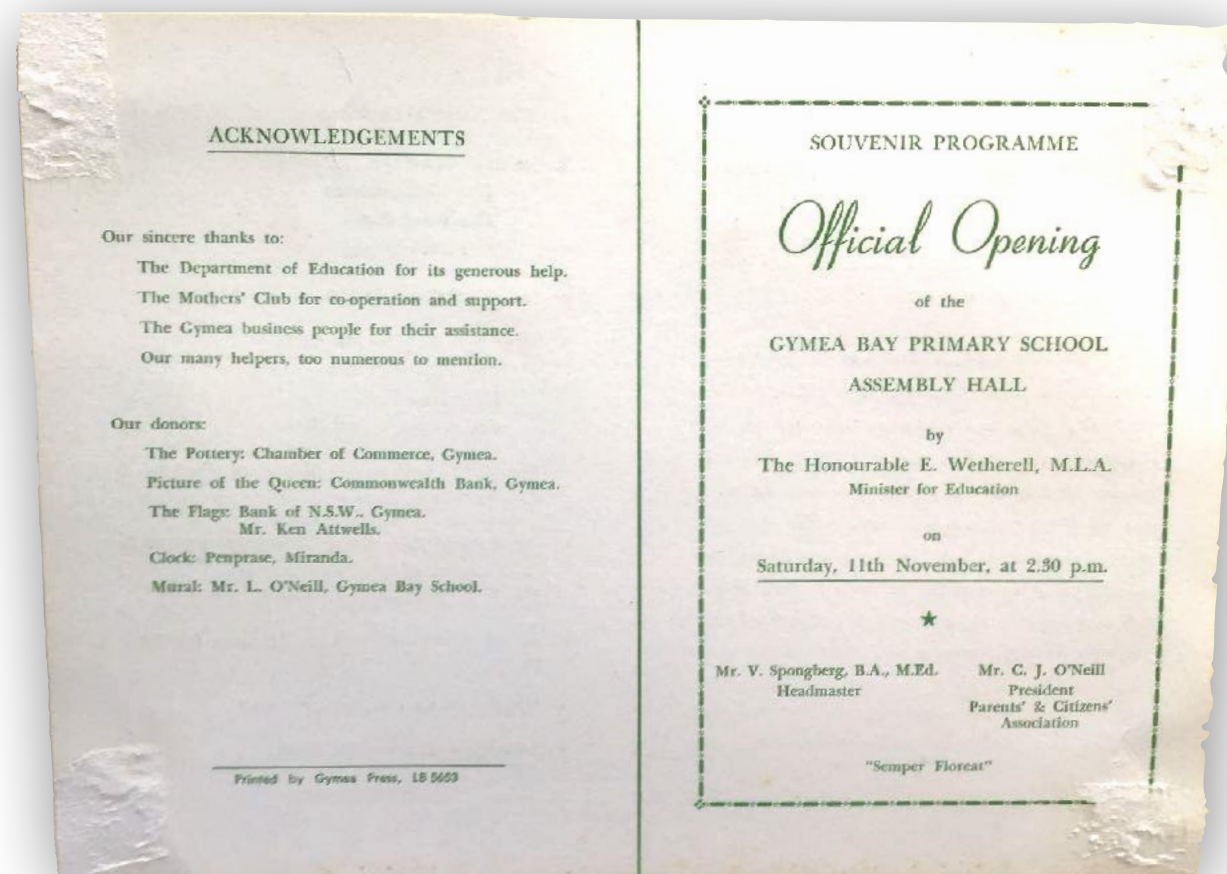 ACKNOWLEDGEMENTS
Our sincere thanks to:
The Department of Education for its generous help.
The Mothers' Club for co-operation and support.
The Gymea business people for their assistance.
Our many helpers, too numerous to mention.
Our donors:
The Pottery: Chamber of Commerce, Gymea.
Picture of the Queen: Commonwealth Bank, Gymea.
The Flags: Bank of N.S.W., Gymea.
Mr. Ken Attwells.
Clock: Penprase, Miranda.
Mural: Mr. L. O'Neill, Gymea Bay School.
Printed by Gymea Press, LB 5653
SOUVENIR PROGRAMME
Official Opening
of the
GYMEA BAY PRIMARY SCHOOL
ASSEMBLY HALL
by
The Honourable E. Wetherell, M.L.A.
Minister for Education
on
Saturday, 11th November, at 2.30 p.m.
★
Mr. V. Spongberg, B.A., M.Ed.
Headmaster
Mr. C. J. O'Neill
President
Parents' & Citizens'
Association
"Semper Floreat"